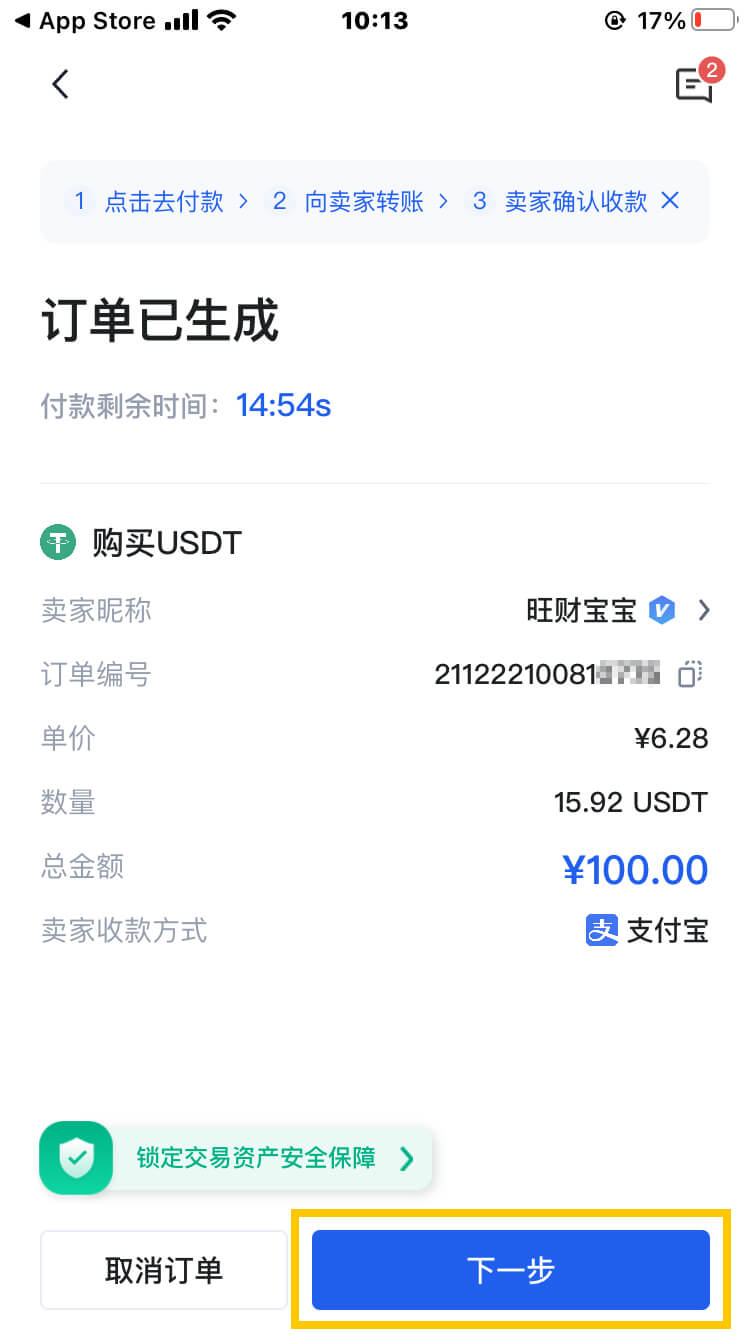 App Store 10:13 17%
2
1 点击去付款 > 2 向卖家转账 > 3 卖家确认收款
订单已生成
付款剩余时间：14:54s
购买USDT
卖家昵称 旺财宝宝
订单编号 211222100081
单价 ¥6.28
数量 15.92 USDT
总金额 ¥100.00
卖家收款方式 支 支付宝
锁定交易资产安全保障
取消订单 下一步